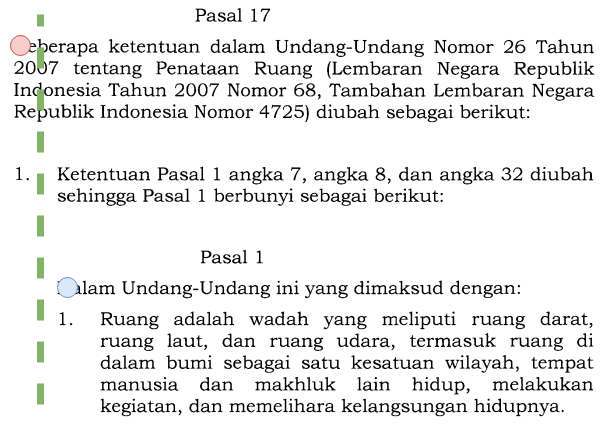 Pasal 17
Beberapa ketentuan dalam Undang-Undang Nomor 26 Tahun
2007 tentang Penataan Ruang (Lembaran Negara Republik
Indonesia Tahun 2007 Nomor 68, Tambahan Lembaran Negara
Republik Indonesia Nomor 4725) diubah sebagai berikut:
1. Ketentuan Pasal 1 angka 7, angka 8, dan angka 32 diubah
sehingga Pasal 1 berbunyi sebagai berikut:
Pasal 1
Dalam Undang-Undang ini yang dimaksud dengan:
1. Ruang adalah wadah yang meliputi ruang darat,
ruang laut, dan ruang udara, termasuk ruang di
dalam bumi sebagai satu kesatuan wilayah, tempat
manusia dan makhluk lain hidup, melakukan
kegiatan, dan memelihara kelangsungan hidupnya.